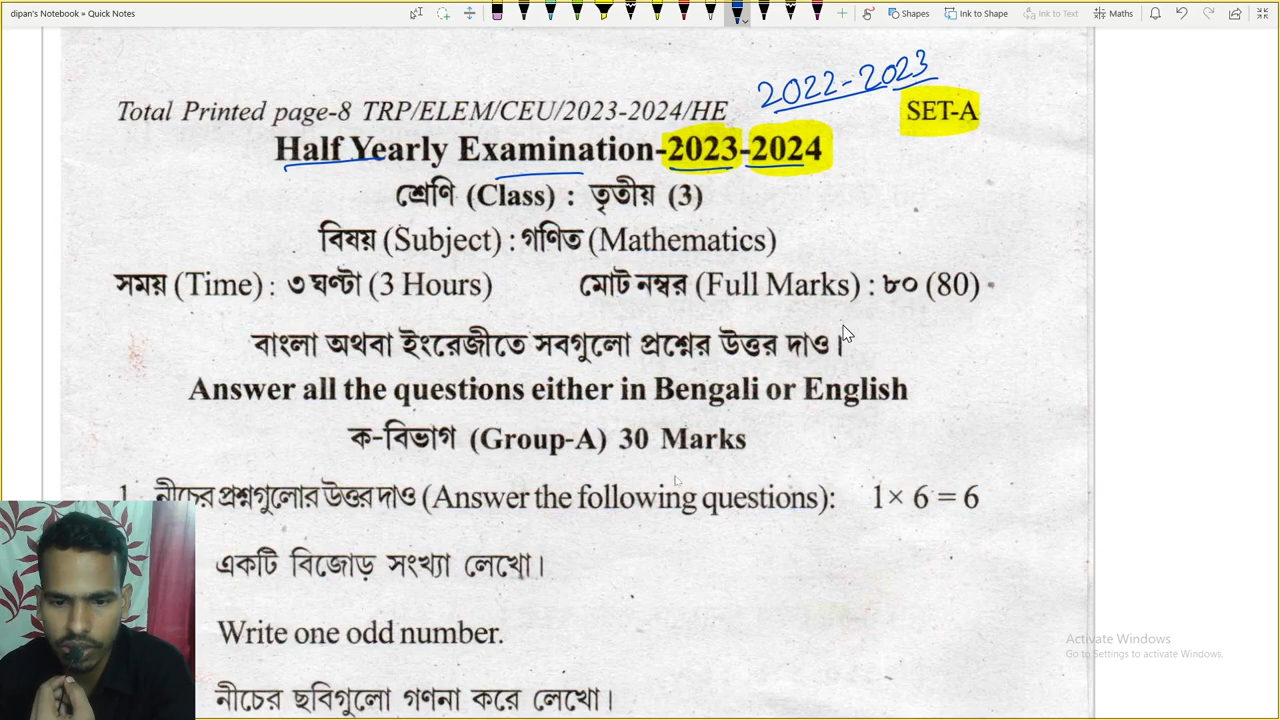 dipan's Notebook » Quick Notes
Shapes Ink to Shape Ink to Text Maths
2022-2023
Total Printed page-8 TRP/ELEM/CEU/2023-2024/HE SET-A
Half Yearly Examination-2023-2024
শ্রেণি (Class) : তৃতীয় (3)
বিষয় (Subject) : গণিত (Mathematics)
সময় (Time) : ৩ ঘণ্টা (3 Hours) মোট নম্বর (Full Marks) : ৮০ (80)
বাংলা অথবা ইংরেজীতে সবগুলো প্রশ্নের উত্তর দাও।
Answer all the questions either in Bengali or English
ক-বিভাগ (Group-A) 30 Marks
1. নীচের প্রশ্নগুলোর উত্তর দাও (Answer the following questions): 1× 6 = 6
একটি বিজোড় সংখ্যা লেখো।
Write one odd number.
নীচের ছবিগুলো গণনা করে লেখো।
Activate Windows
Go to Settings to activate Windows.